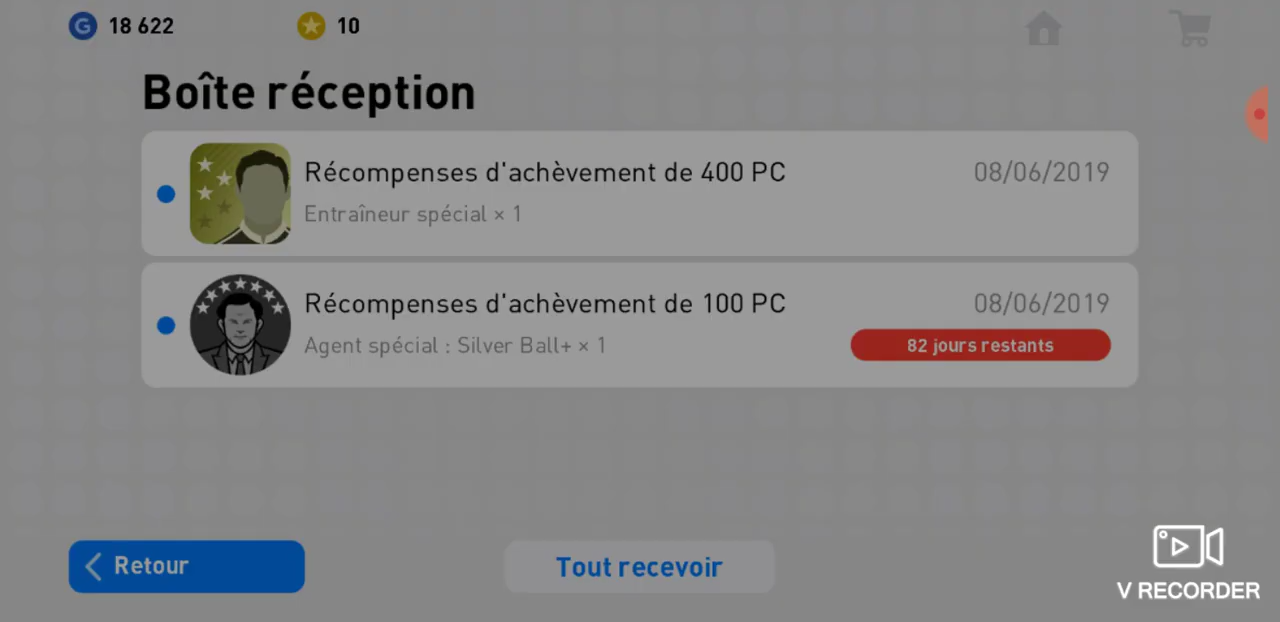 G 18 622
10
Boîte réception
Récompenses d'achèvement de 400 PC
08/06/2019
Entraîneur spécial × 1
Récompenses d'achèvement de 100 PC
08/06/2019
Agent spécial : Silver Ball+ × 1
82 jours restants
Retour
Tout recevoir
V RECORDER